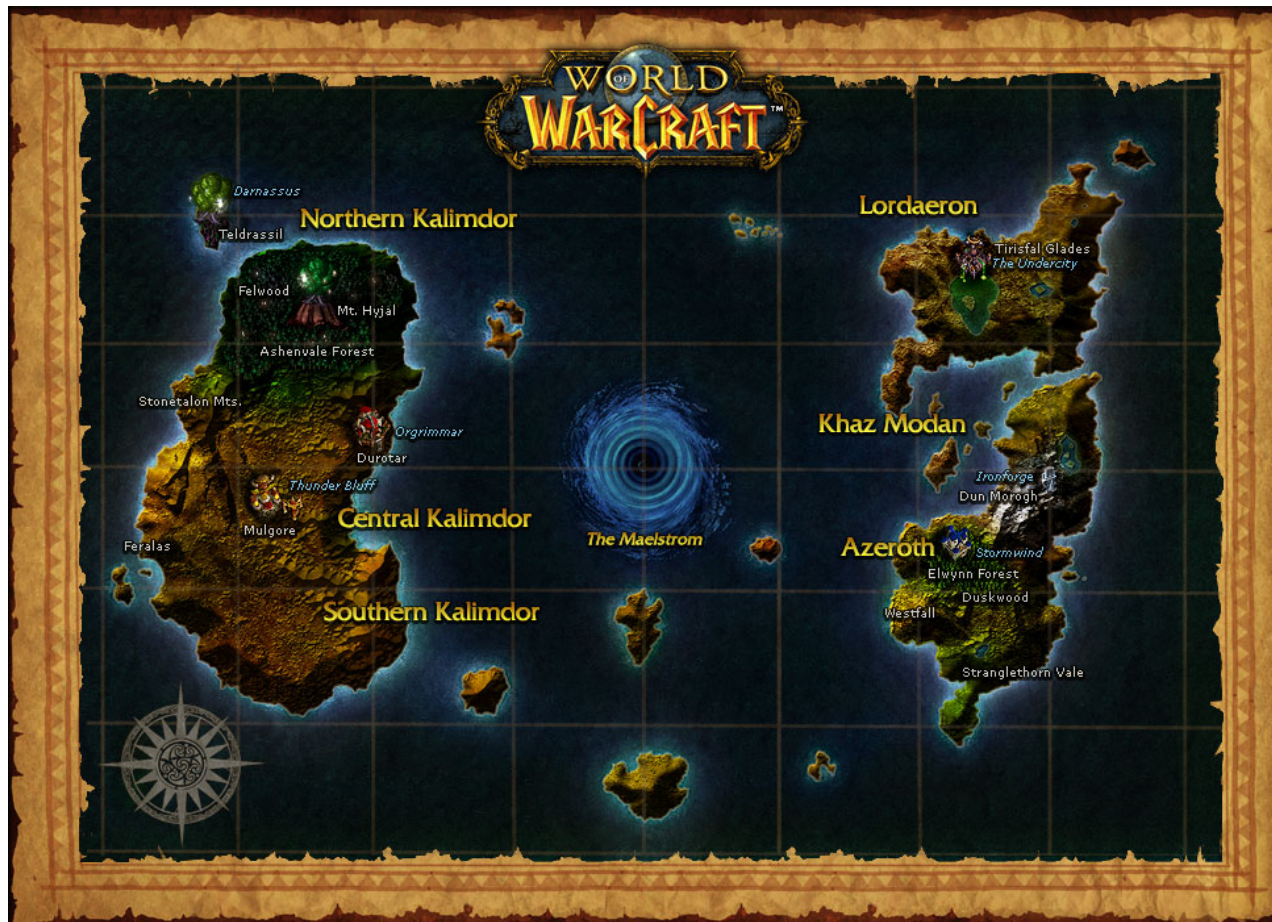 WORLD
OF
WARCRAFT™
Darnassus
Northern Kalimdor
Teldrassil
Felwood
Mt. Hyjal
Ashenvale Forest
Stonetalon Mts.
Orgrimmar
Durotar
Thunder Bluff
Mulgore
Central Kalimdor
Feralas
Southern Kalimdor
The Maelstrom
Lordaeron
Tirisfal Glades
The Undercity
Khaz Modan
Ironforge
Dun Morogh
Azeroth
Stormwind
Elwynn Forest
Duskwood
Westfall
Stranglethorn Vale